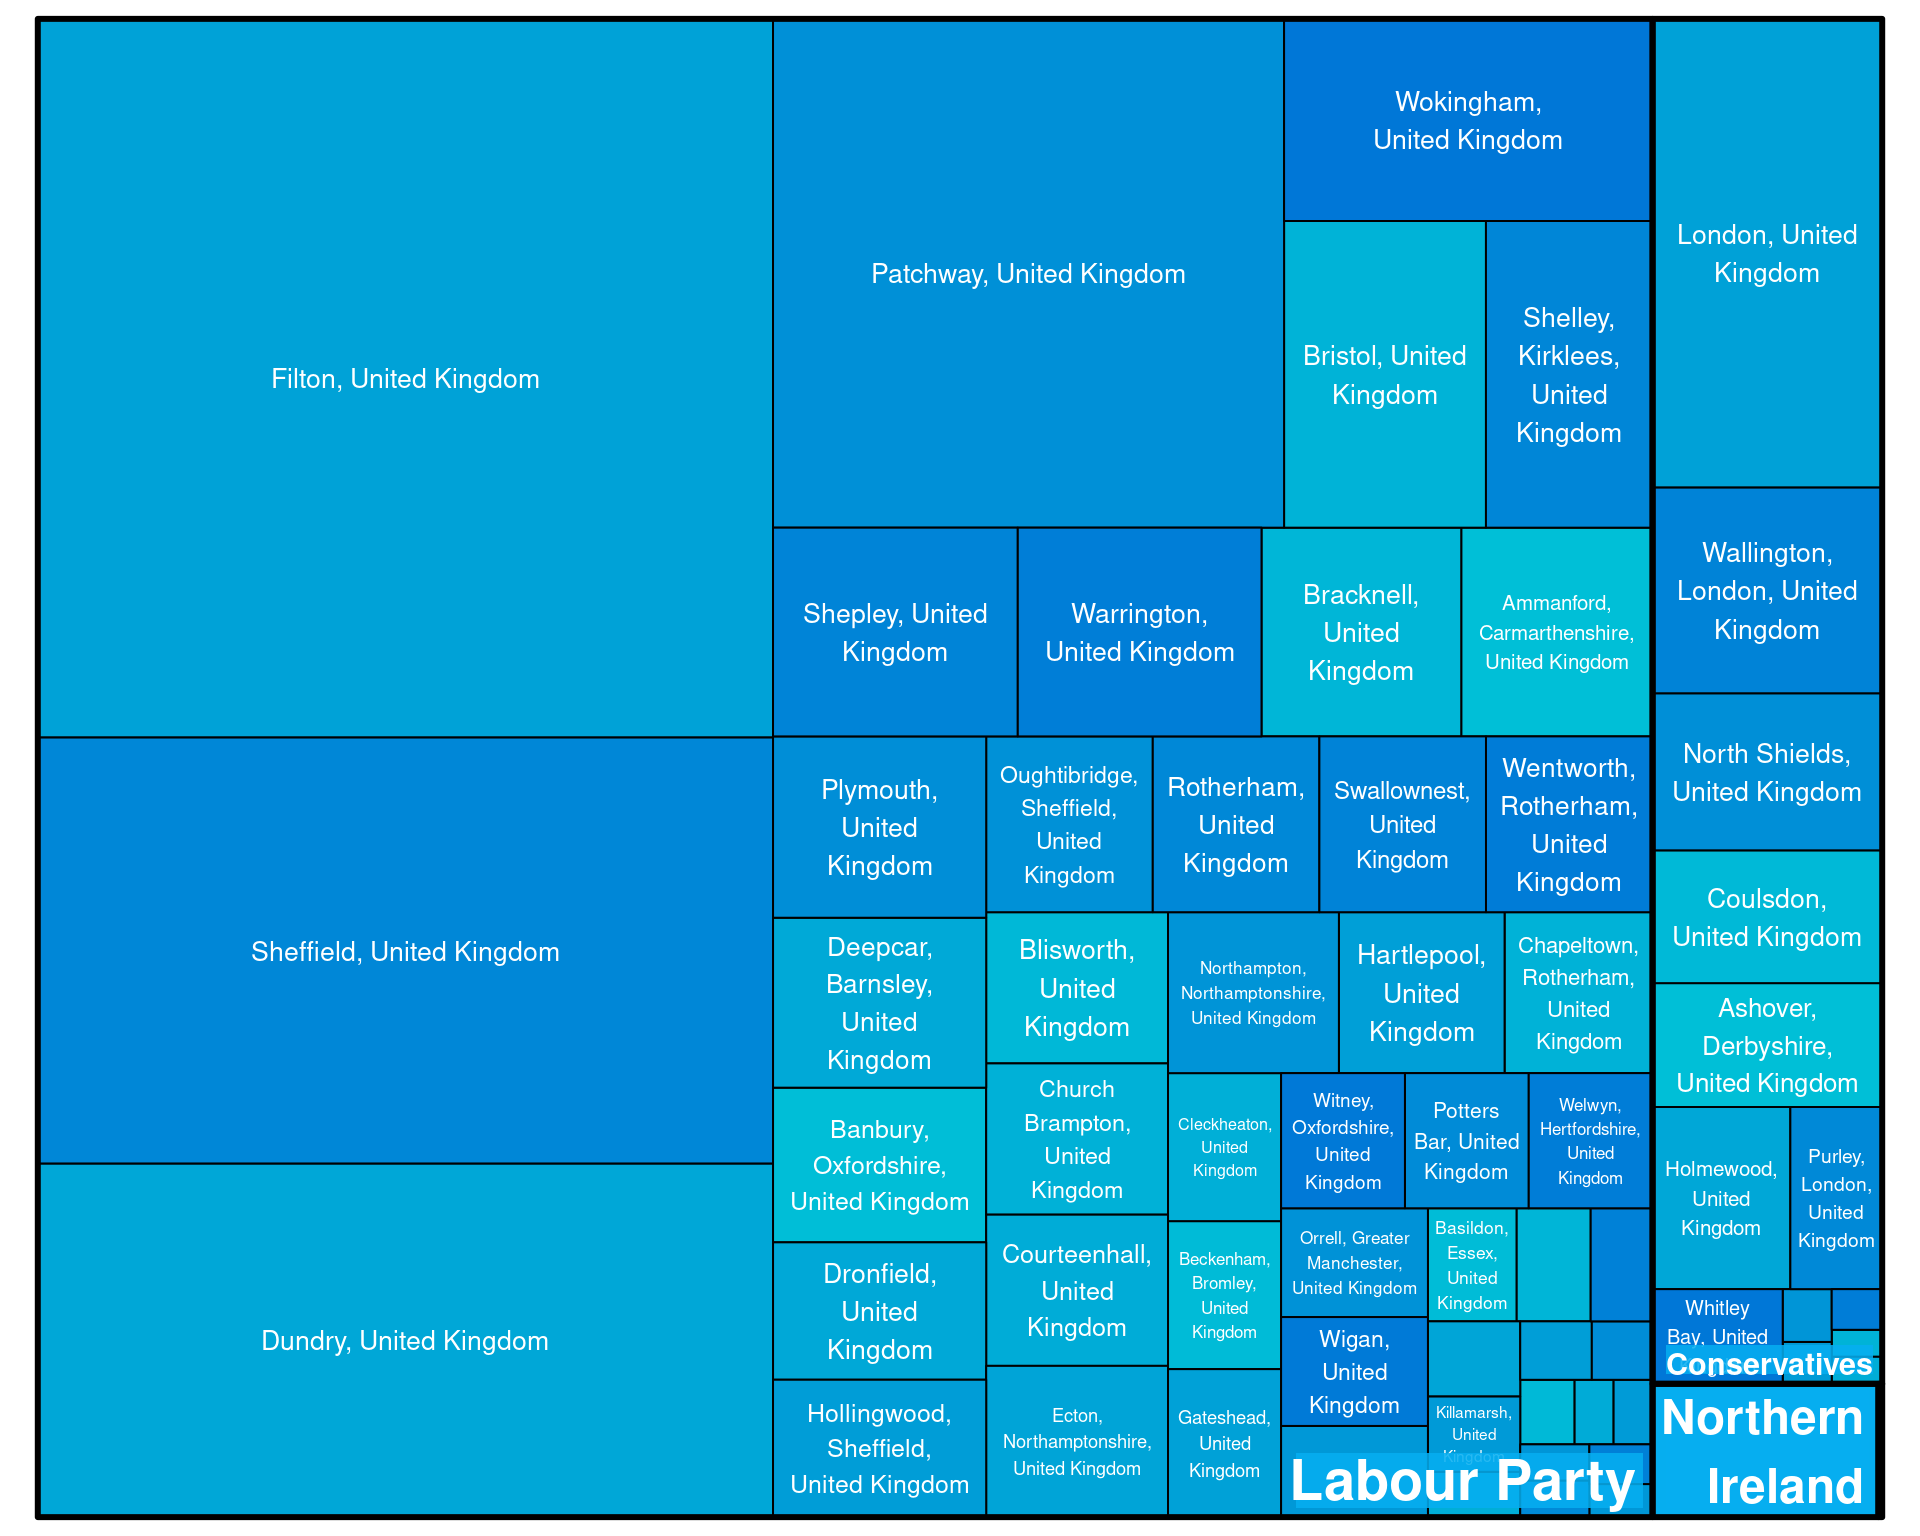 Filton, United Kingdom
Sheffield, United Kingdom
Dundry, United Kingdom
Patchway, United Kingdom
Wokingham,
United Kingdom
Bristol, United
Kingdom
Shelley,
Kirklees,
United
Kingdom
Shepley, United
Kingdom
Warrington,
United Kingdom
Bracknell,
United
Kingdom
Ammanford,
Carmarthenshire,
United Kingdom
Plymouth,
United
Kingdom
Oughtibridge,
Sheffield,
United
Kingdom
Rotherham,
United
Kingdom
Swallownest,
United
Kingdom
Wentworth,
Rotherham,
United
Kingdom
Deepcar,
Barnsley,
United
Kingdom
Blisworth,
United
Kingdom
Northampton,
Northamptonshire,
United Kingdom
Hartlepool,
United
Kingdom
Chapeltown,
Rotherham,
United
Kingdom
Banbury,
Oxfordshire,
United Kingdom
Church
Brampton,
United
Kingdom
Cleckheaton,
United
Kingdom
Witney,
Oxfordshire,
United
Kingdom
Potters
Bar, United
Kingdom
Welwyn,
Hertfordshire,
United
Kingdom
Dronfield,
United
Kingdom
Courteenhall,
United
Kingdom
Beckenham,
Bromley,
United
Kingdom
Orrell, Greater
Manchester,
United Kingdom
Basildon,
Essex,
United
Kingdom
Wigan,
United
Kingdom
Hollingwood,
Sheffield,
United Kingdom
Ecton,
Northamptonshire,
United Kingdom
Gateshead,
United
Kingdom
Killamarsh,
United
Kingdom
Labour Party
London, United
Kingdom
Wallington,
London, United
Kingdom
North Shields,
United Kingdom
Coulsdon,
United Kingdom
Ashover,
Derbyshire,
United Kingdom
Holmewood,
United
Kingdom
Purley,
London,
United
Kingdom
Whitley
Bay, United
Conservatives
Northern
Ireland